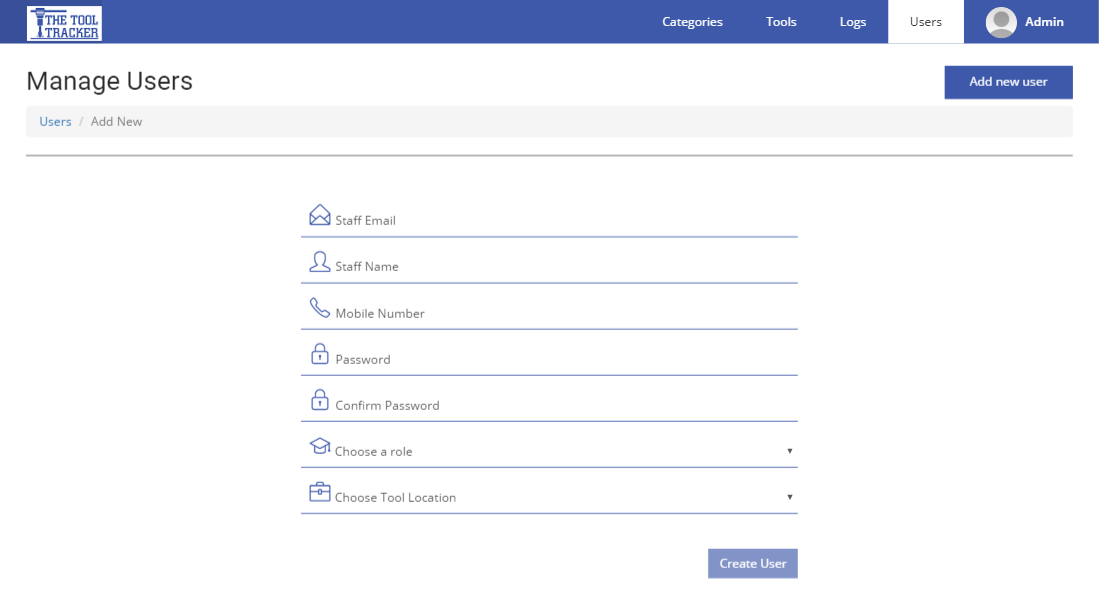 THE TOOL
TRACKER
Categories Tools Logs Users Admin
Manage Users
Add new user
Users / Add New
Staff Email
Staff Name
Mobile Number
Password
Confirm Password
Choose a role
Choose Tool Location
Create User